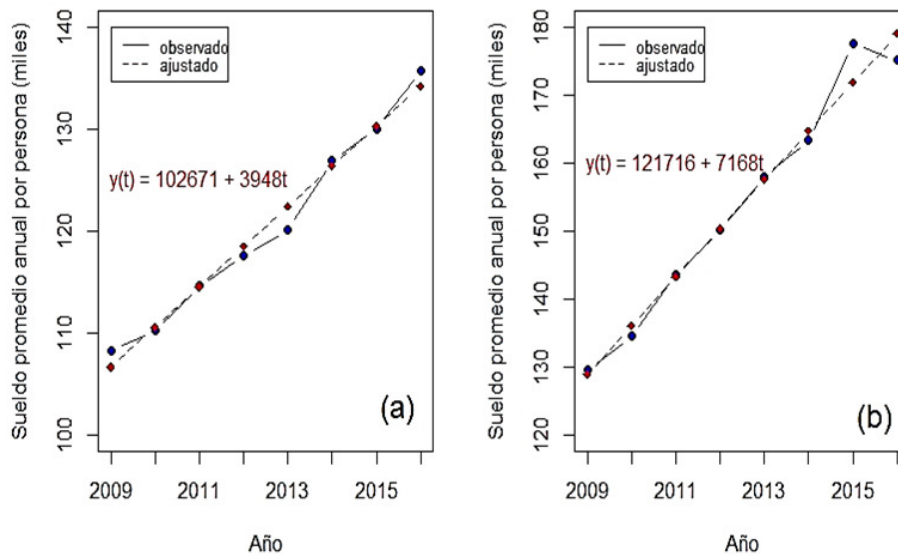 Sueldo promedio anual por persona (miles)
140
130
120
110
100
observado
ajustado
y(t) = 102671 + 3948t
(a)
2009
2011
2013
2015
Año
Sueldo promedio anual por persona (miles)
180
170
160
150
140
130
120
observado
ajustado
y(t) = 121716 + 7168t
(b)
2009
2011
2013
2015
Año